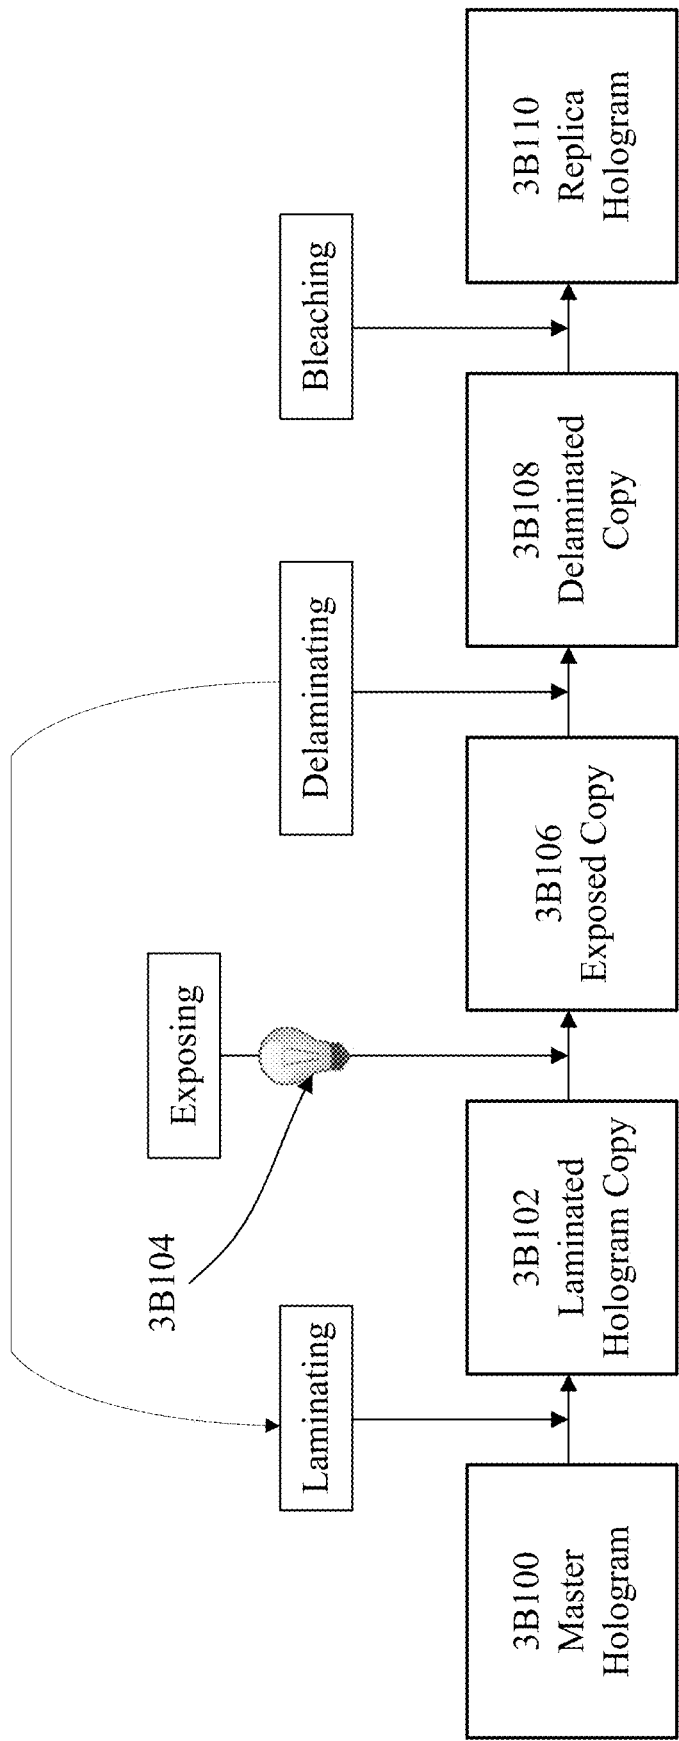 Exposing
3B104
Laminating
Delaminating
Bleaching
3B100
Master
Hologram
3B102
Laminated
Hologram Copy
3B106
Exposed Copy
3B108
Delaminated
Copy
3B110
Replica
Hologram